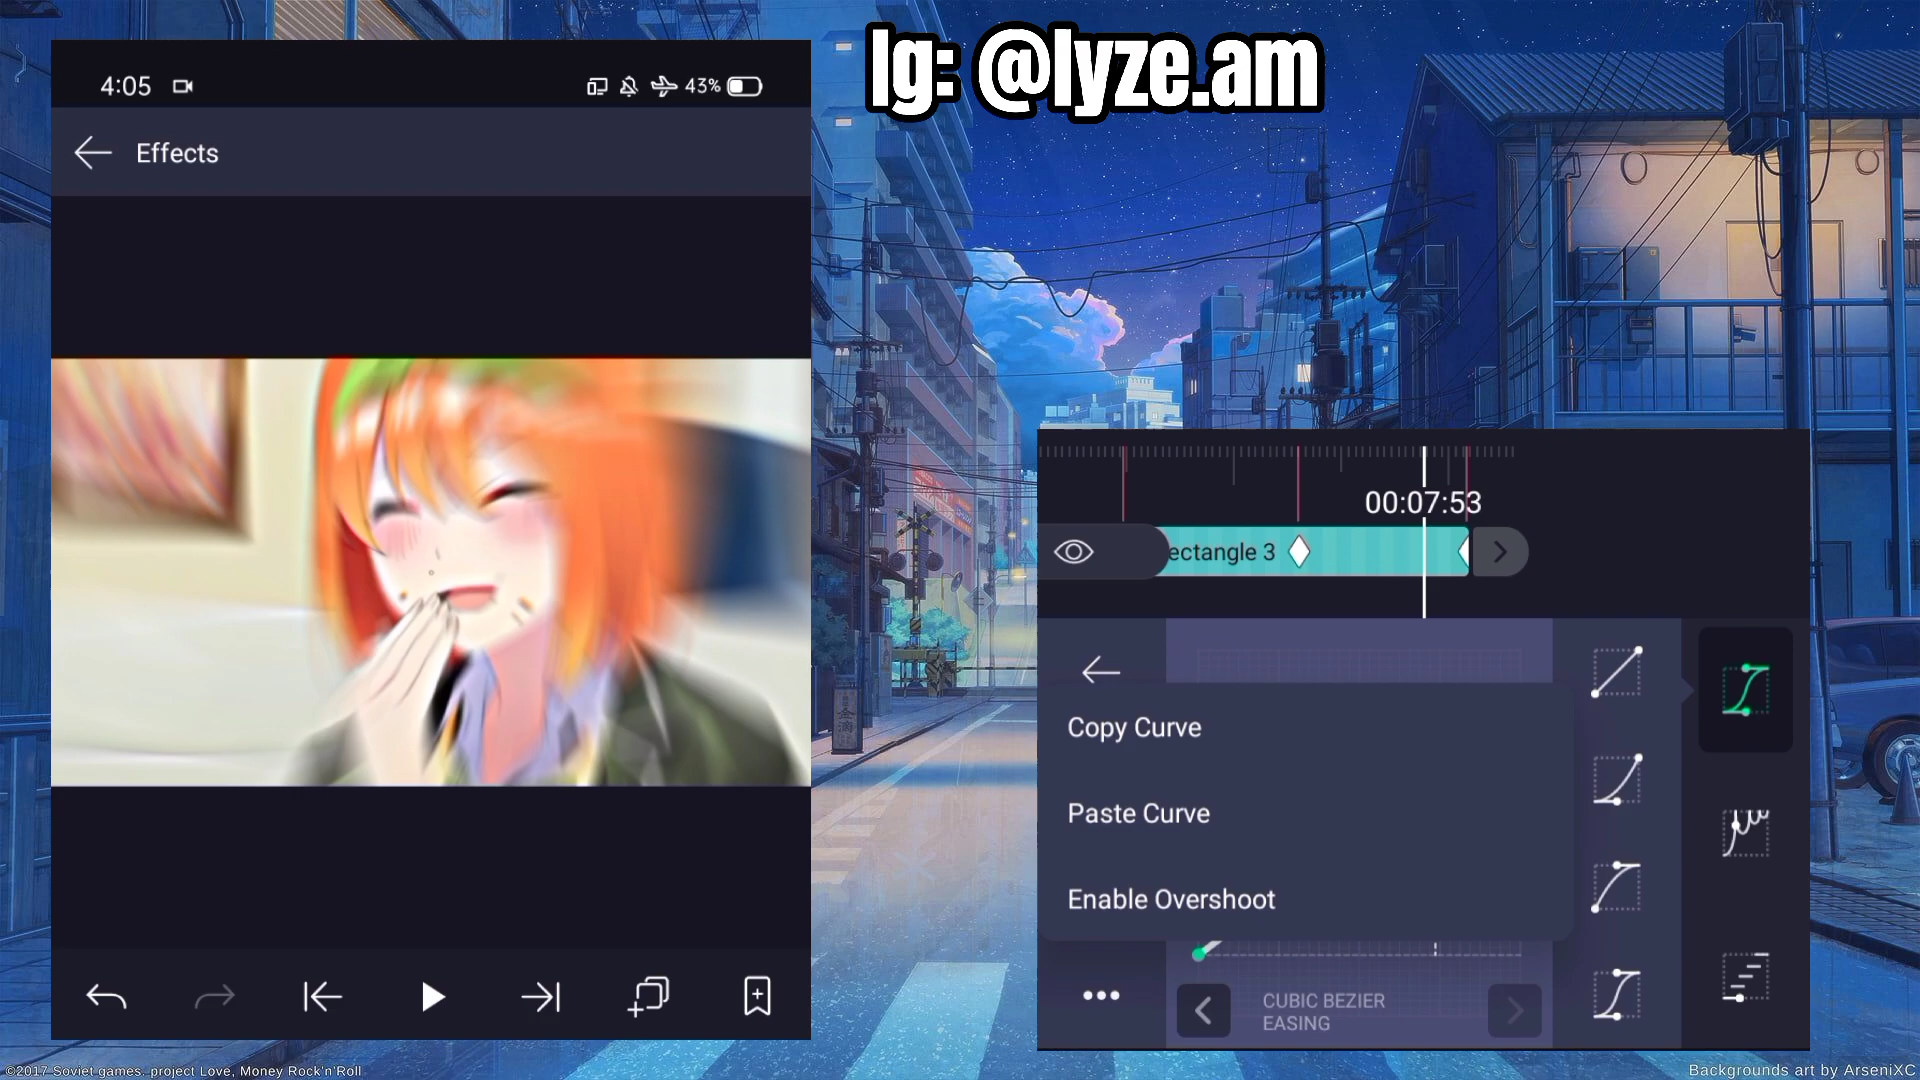 Ig: @lyze.am
4:05
43%
Effects
00:07:53
ectangle 3
Copy Curve
Paste Curve
Enable Overshoot
CUBIC BEZIER
EASING
©2017 Soviet games. project Love, Money Rock'n'Roll
Backgrounds art by ArseniXC